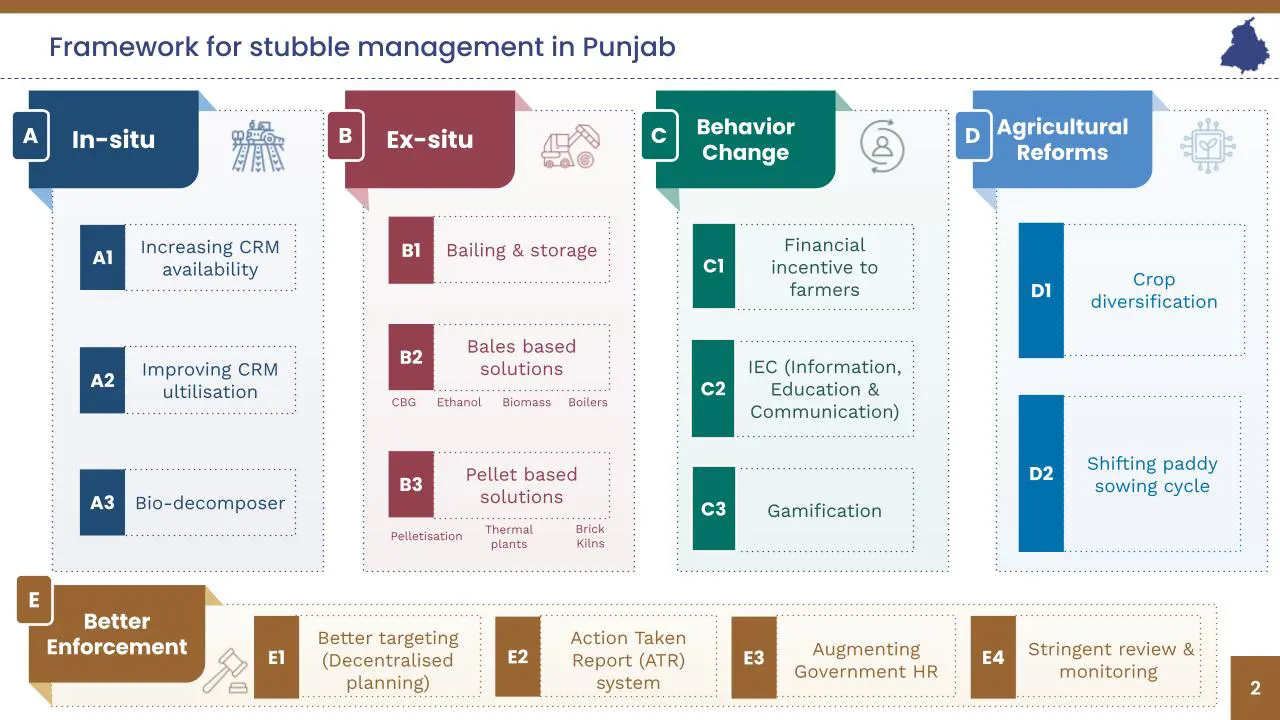 Framework for stubble management in Punjab
A
In-situ
A1
Increasing CRM
availability
A2
Improving CRM
ultilisation
A3
Bio-decomposer
B
Ex-situ
B1
Bailing & storage
B2
Bales based
solutions
CBG Ethanol Biomass Boilers
B3
Pellet based
solutions
Pelletisation
Thermal
plants
Brick
Kilns
C
Behavior
Change
C1
Financial
incentive to
farmers
C2
IEC (Information,
Education &
Communication)
C3
Gamification
D
Agricultural
Reforms
D1
Crop
diversification
D2
Shifting paddy
sowing cycle
E
Better
Enforcement
E1
Better targeting
(Decentralised
planning)
E2
Action Taken
Report (ATR)
system
E3
Augmenting
Government HR
E4
Stringent review &
monitoring
2